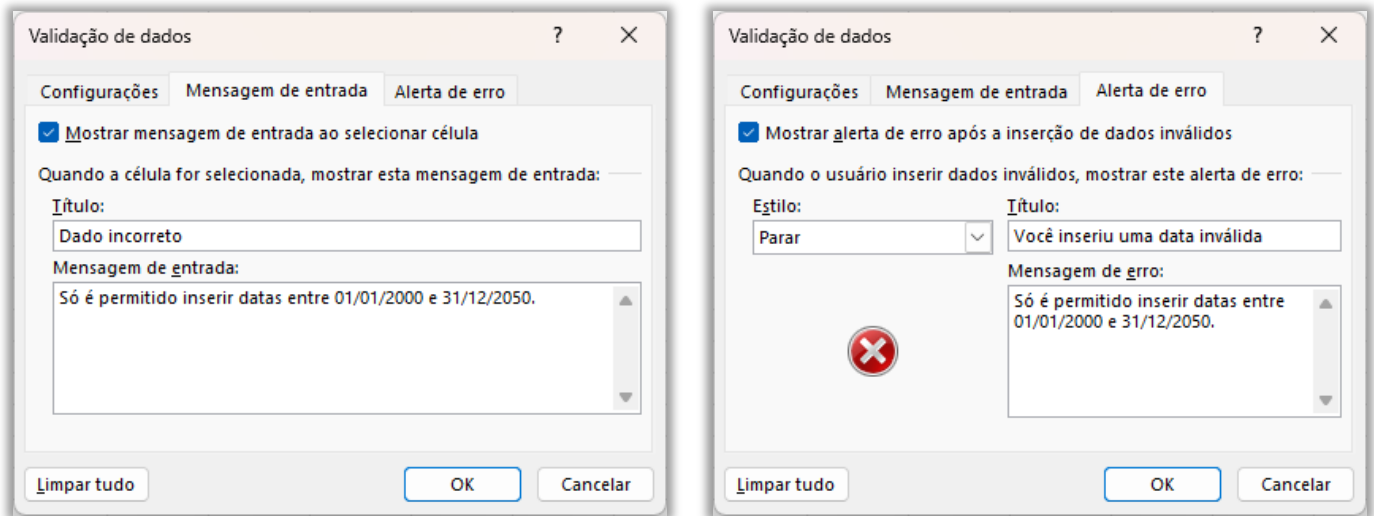 Validação de dados
?
Configurações
Mensagem de entrada
Alerta de erro
Mostrar mensagem de entrada ao selecionar célula
Quando a célula for selecionada, mostrar esta mensagem de entrada:
Título:
Dado incorreto
Mensagem de entrada:
Só é permitido inserir datas entre 01/01/2000 e 31/12/2050.
Limpar tudo
OK
Cancelar
Validação de dados
?
Configurações
Mensagem de entrada
Alerta de erro
Mostrar alerta de erro após a inserção de dados inválidos
Quando o usuário inserir dados inválidos, mostrar este alerta de erro:
Estilo:
Parar
Título:
Você inseriu uma data inválida
Mensagem de erro:
Só é permitido inserir datas entre
01/01/2000 e 31/12/2050.
Limpar tudo
OK
Cancelar